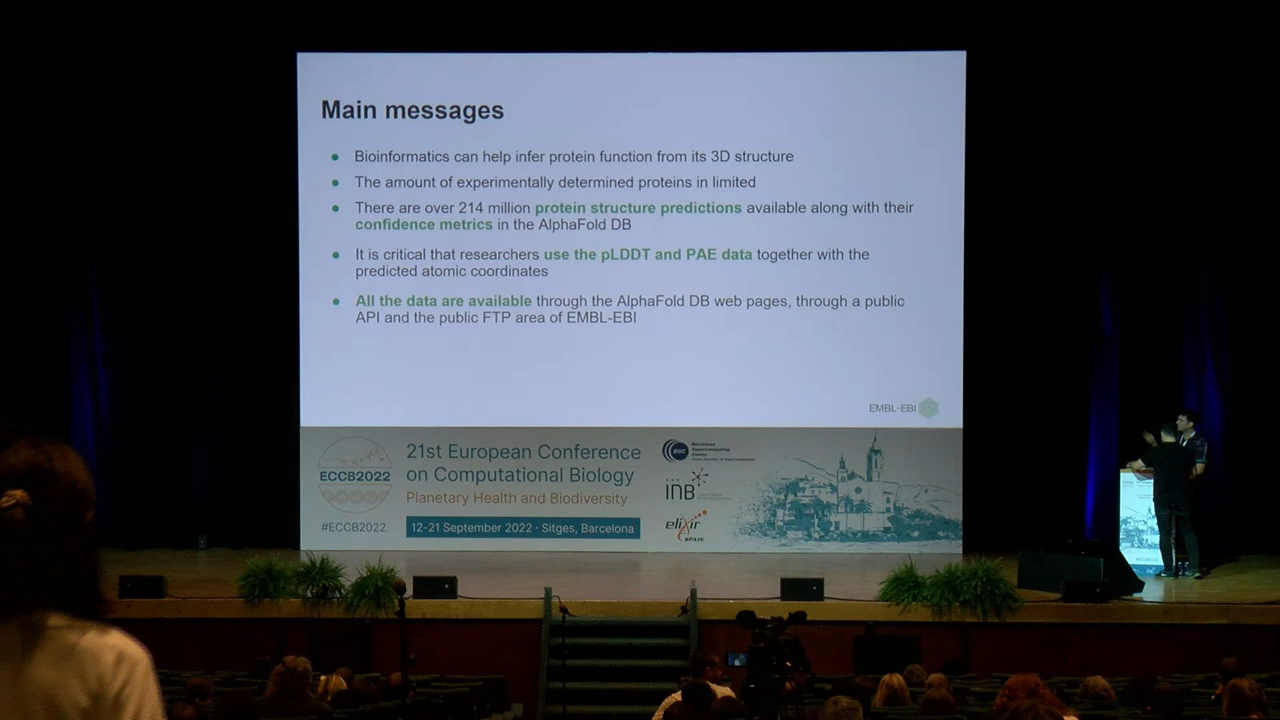 Main messages
• Bioinformatics can help infer protein function from its 3D structure
• The amount of experimentally determined proteins in limited
• There are over 214 million protein structure predictions available along with their
confidence metrics in the AlphaFold DB
• It is critical that researchers use the pLDDT and PAE data together with the
predicted atomic coordinates
• All the data are available through the AlphaFold DB web pages, through a public
API and the public FTP area of EMBL-EBI
EMBL-EBI
ECCB2022
#ECCB2022
21st European Conference
on Computational Biology
Planetary Health and Biodiversity
12-21 September 2022 · Sitges, Barcelona
BSC
Barcelona
Supercomputing
Center
INB
elixir
SPAIN